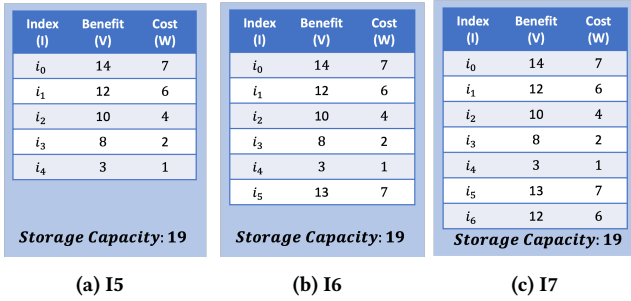 Index Benefit Cost
(I) (V) (W)
i₀ 14 7
i₁ 12 6
i₂ 10 4
i₃ 8 2
i₄ 3 1
Storage Capacity: 19
(a) I5
Index Benefit Cost
(I) (V) (W)
i₀ 14 7
i₁ 12 6
i₂ 10 4
i₃ 8 2
i₄ 3 1
i₅ 13 7
Storage Capacity: 19
(b) I6
Index Benefit Cost
(I) (V) (W)
i₀ 14 7
i₁ 12 6
i₂ 10 4
i₃ 8 2
i₄ 3 1
i₅ 13 7
i₆ 12 6
Storage Capacity: 19
(c) I7